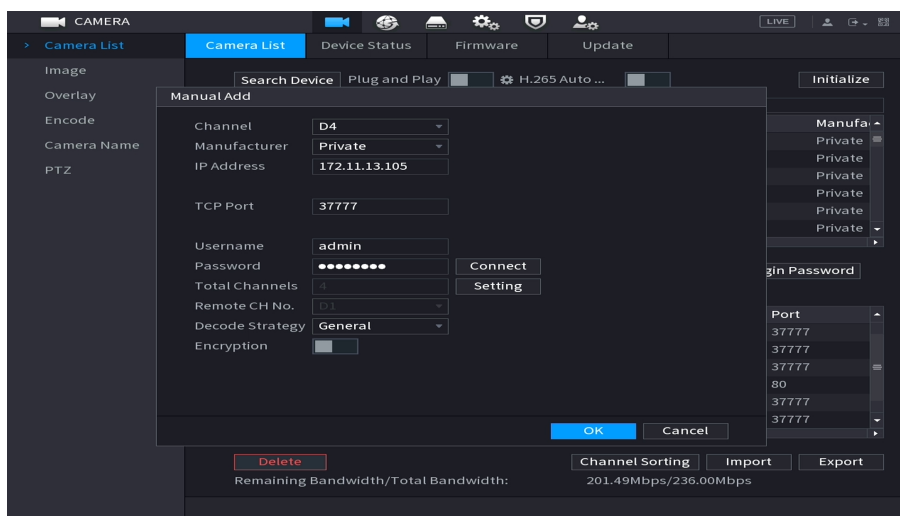 CAMERA LIVE
> Camera List Camera List Device Status Firmware Update
Image
Search Device Plug and Play H.265 Auto ... Initialize
Overlay
Manual Add
Encode
Channel D4 Manufa
Camera Name
Manufacturer Private Private
IP Address 172.11.13.105 Private
PTZ
Private
Private
TCP Port 37777 Private
Private
Username admin
Password ●●●●●●●● Connect gin Password
Total Channels 4 Setting
Remote CH No. D1
Port
Decode Strategy General 37777
Encryption 37777
37777
80
37777
37777
OK Cancel
Delete Channel Sorting Import Export
Remaining Bandwidth/Total Bandwidth: 201.49Mbps/236.00Mbps